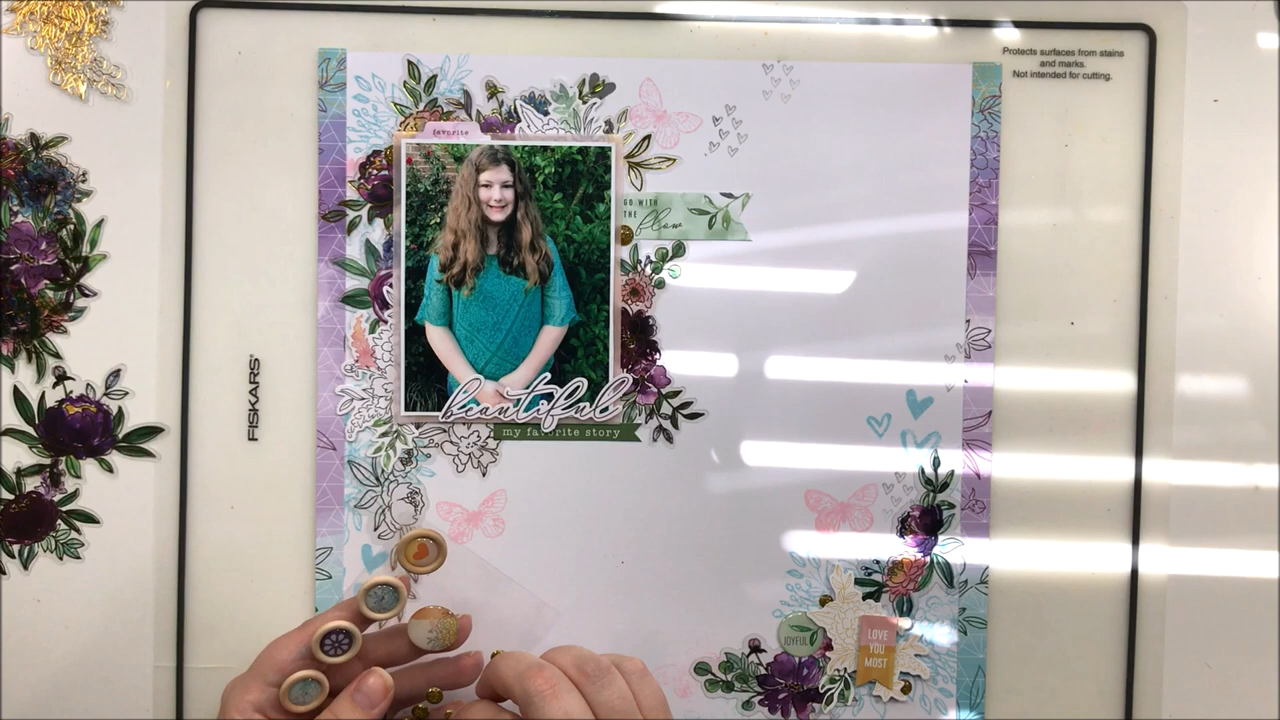 Protects surfaces from stains
and marks.
Not intended for cutting.
FISKARS®
favorite
GO WITH
THE
flow
beautiful
my favorite story
JOYFUL
LOVE
YOU
MOST